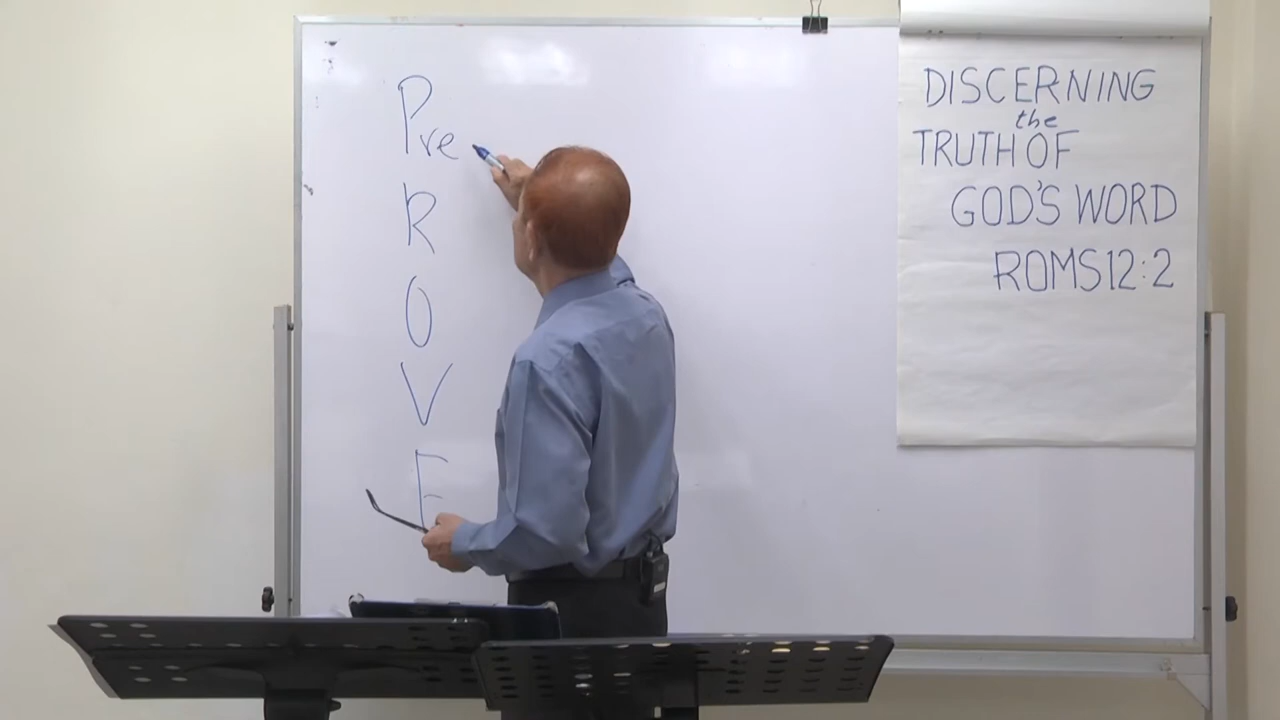 Pre
R
O
V
E
DISCERNING
the
TRUTH OF
GOD'S WORD
ROMS 12:2